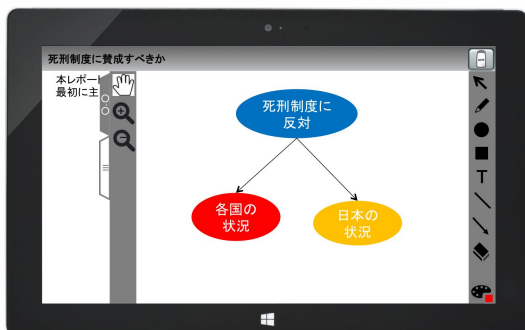 死刑制度に賛成すべきか
本レポート
最初に主
死刑制度に
反対
各国の
状況
日本の
状況
T